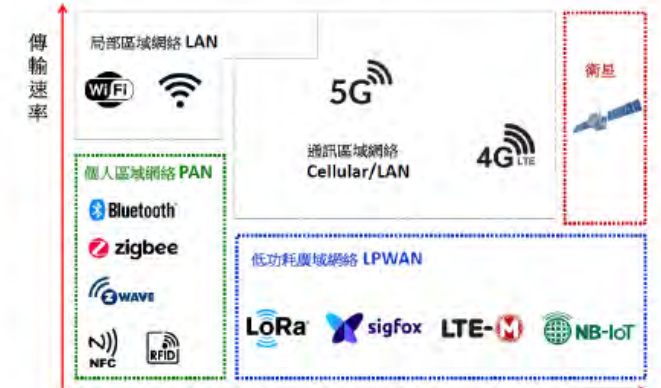 傳輸速率
局部區域網絡 LAN
WiFi
5G
通訊區域網絡
Cellular/LAN
4G LTE
衛星
個人區域網絡 PAN
Bluetooth
zigbee
Z WAVE
NFC
RFID
低功耗廣域網絡 LPWAN
LoRa
sigfox
LTE-M
NB-IoT